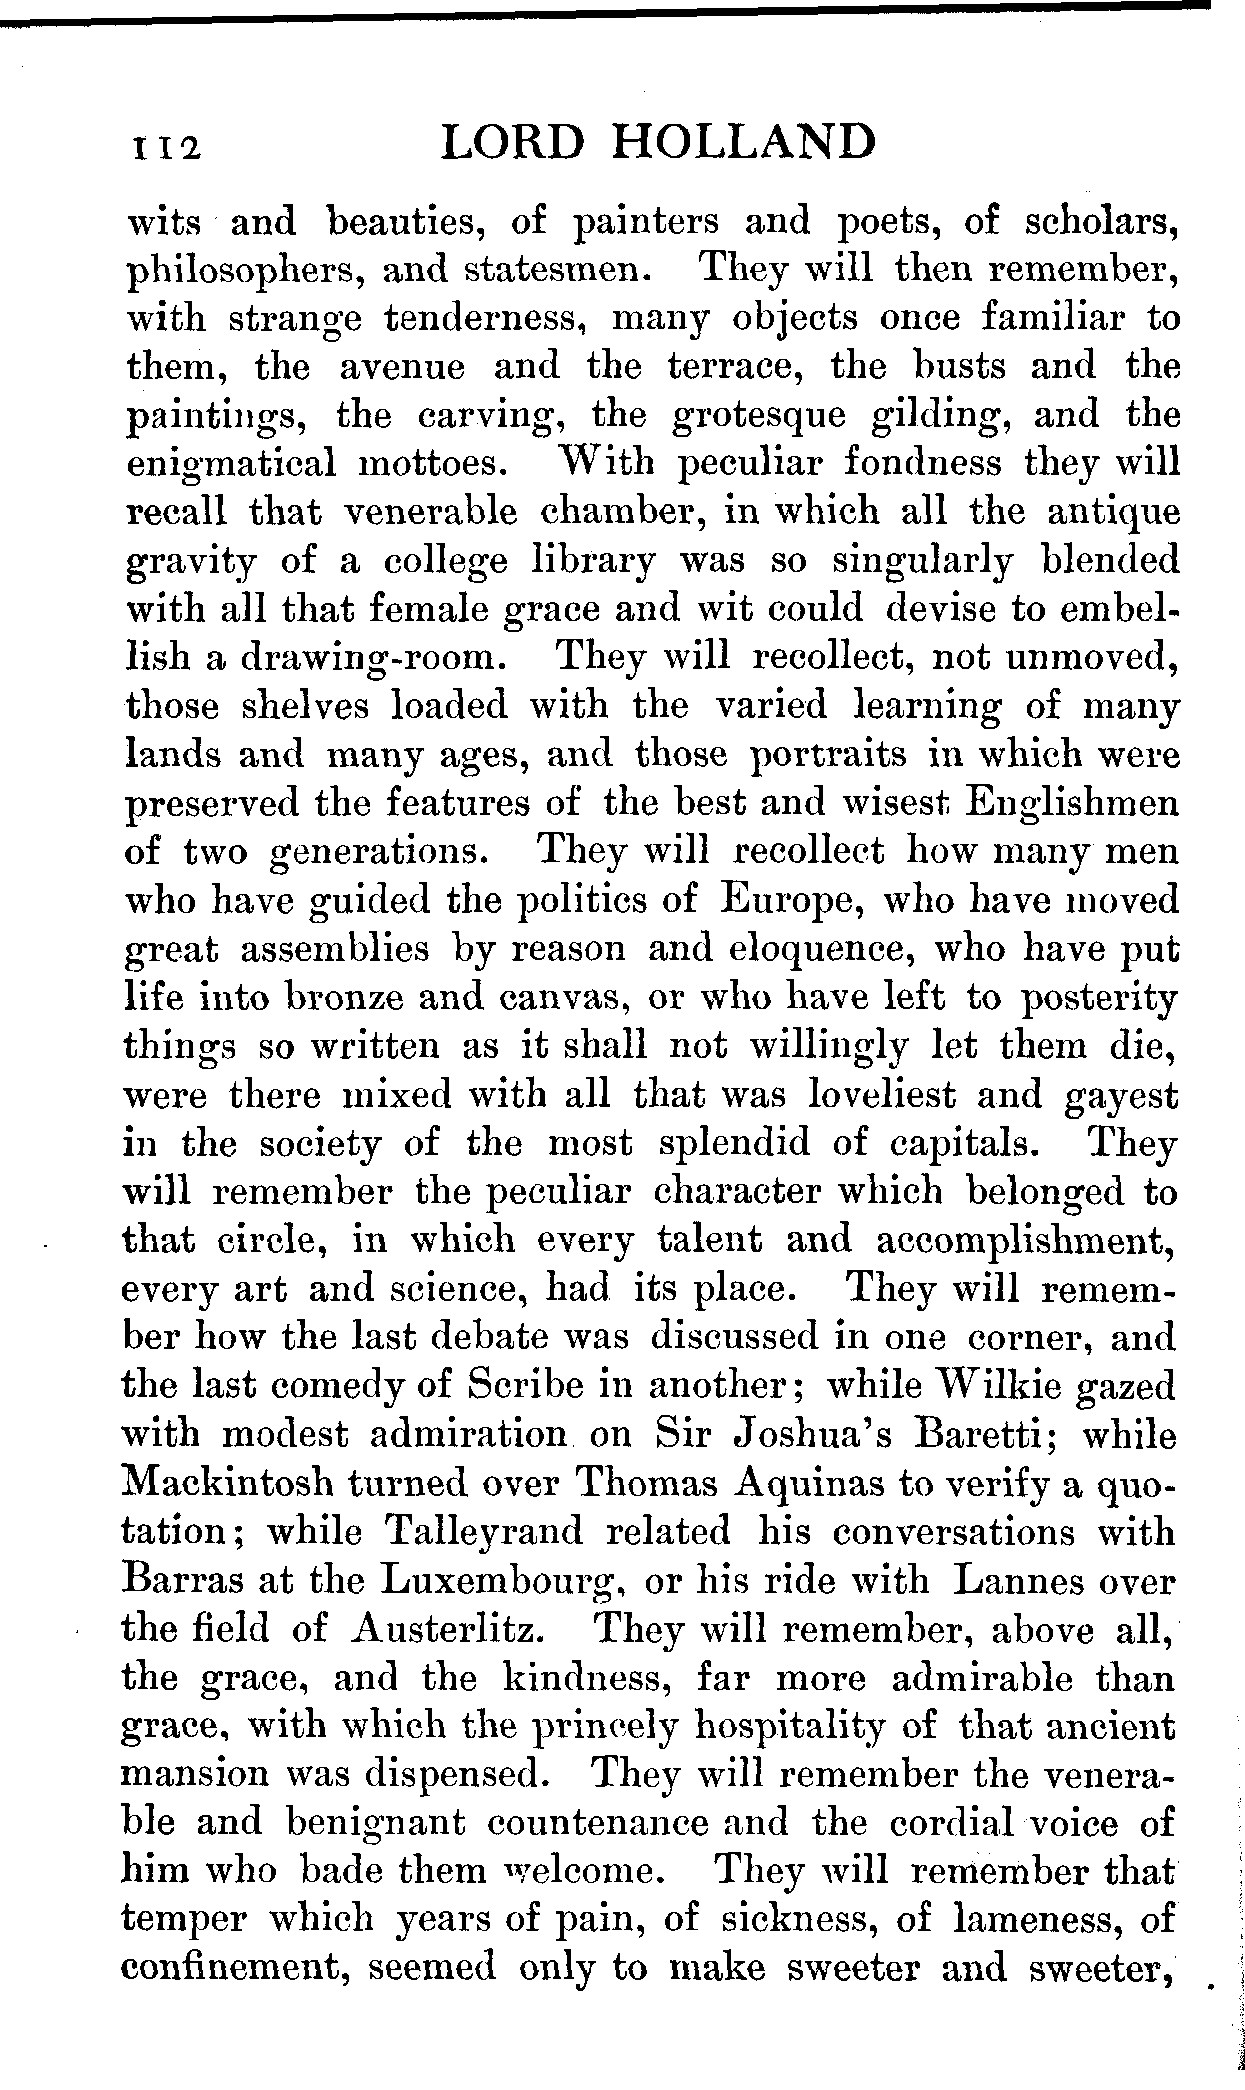 112 LORD HOLLAND
wits and beauties, of painters and poets, of scholars,
philosophers, and statesmen. They will then remember,
with strange tenderness, many objects once familiar to
them, the avenue and the terrace, the busts and the
paintings, the carving, the grotesque gilding, and the
enigmatical mottoes. With peculiar fondness they will
recall that venerable chamber, in which all the antique
gravity of a college library was so singularly blended
with all that female grace and wit could devise to embel-
lish a drawing-room. They will recollect, not unmoved,
those shelves loaded with the varied learning of many
lands and many ages, and those portraits in which were
preserved the features of the best and wisest Englishmen
of two generations. They will recollect how many men
who have guided the politics of Europe, who have moved
great assemblies by reason and eloquence, who have put
life into bronze and canvas, or who have left to posterity
things so written as it shall not willingly let them die,
were there mixed with all that was loveliest and gayest
in the society of the most splendid of capitals. They
will remember the peculiar character which belonged to
that circle, in which every talent and accomplishment,
every art and science, had its place. They will remem-
ber how the last debate was discussed in one corner, and
the last comedy of Scribe in another; while Wilkie gazed
with modest admiration on Sir Joshua's Baretti; while
Mackintosh turned over Thomas Aquinas to verify a quo-
tation; while Talleyrand related his conversations with
Barras at the Luxembourg, or his ride with Lannes over
the field of Austerlitz. They will remember, above all,
the grace, and the kindness, far more admirable than
grace, with which the princely hospitality of that ancient
mansion was dispensed. They will remember the venera-
ble and benignant countenance and the cordial voice of
him who bade them welcome. They will remember that
temper which years of pain, of sickness, of lameness, of
confinement, seemed only to make sweeter and sweeter,